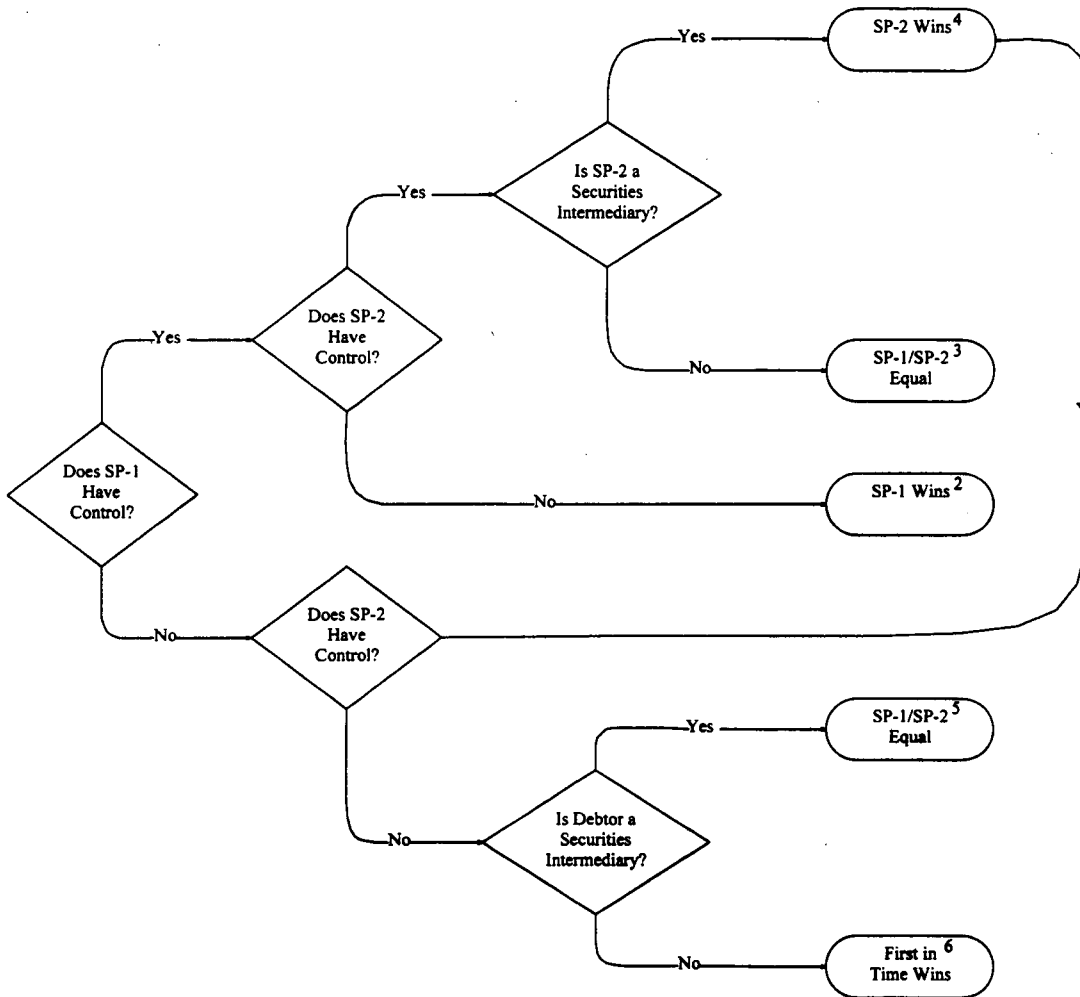 Yes
SP-2 Wins 4
Is SP-2 a
Securities
Intermediary?
Yes
Does SP-2
Have
Control?
Yes
No
SP-1/SP-2 3
Equal
Does SP-1
Have
Control?
No
SP-1 Wins 2
Does SP-2
Have
Control?
No
Yes
SP-1/SP-2 5
Equal
Is Debtor a
Securities
Intermediary?
No
No
First in 6
Time Wins